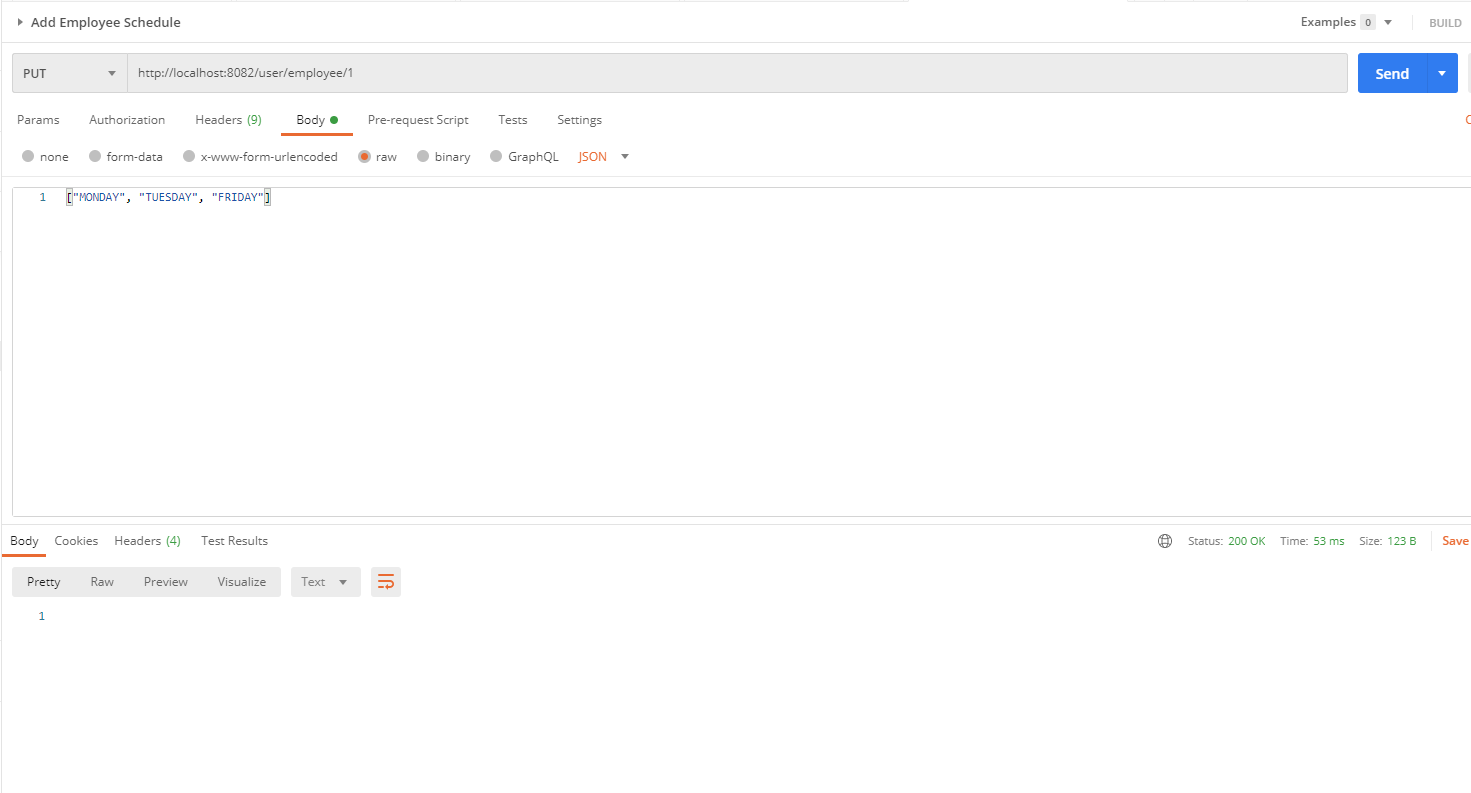 Add Employee Schedule Examples 0 BUILD
PUT http://localhost:8082/user/employee/1 Send
Params Authorization Headers (9) Body Pre-request Script Tests Settings
none form-data x-www-form-urlencoded raw binary GraphQL JSON
1 ["MONDAY", "TUESDAY", "FRIDAY"]
Body Cookies Headers (4) Test Results Status: 200 OK Time: 53 ms Size: 123 B Save
Pretty Raw Preview Visualize Text
1